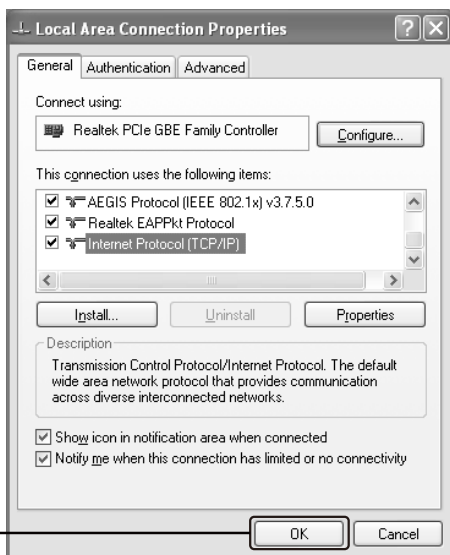 Local Area Connection Properties
General Authentication Advanced
Connect using:
Realtek PCIe GBE Family Controller Configure...
This connection uses the following items:
AEGIS Protocol (IEEE 802.1x) v3.7.5.0
Realtek EAPPkt Protocol
Internet Protocol (TCP/IP)
Install... Uninstall Properties
Description
Transmission Control Protocol/Internet Protocol. The default
wide area network protocol that provides communication
across diverse interconnected networks.
Show icon in notification area when connected
Notify me when this connection has limited or no connectivity
OK Cancel